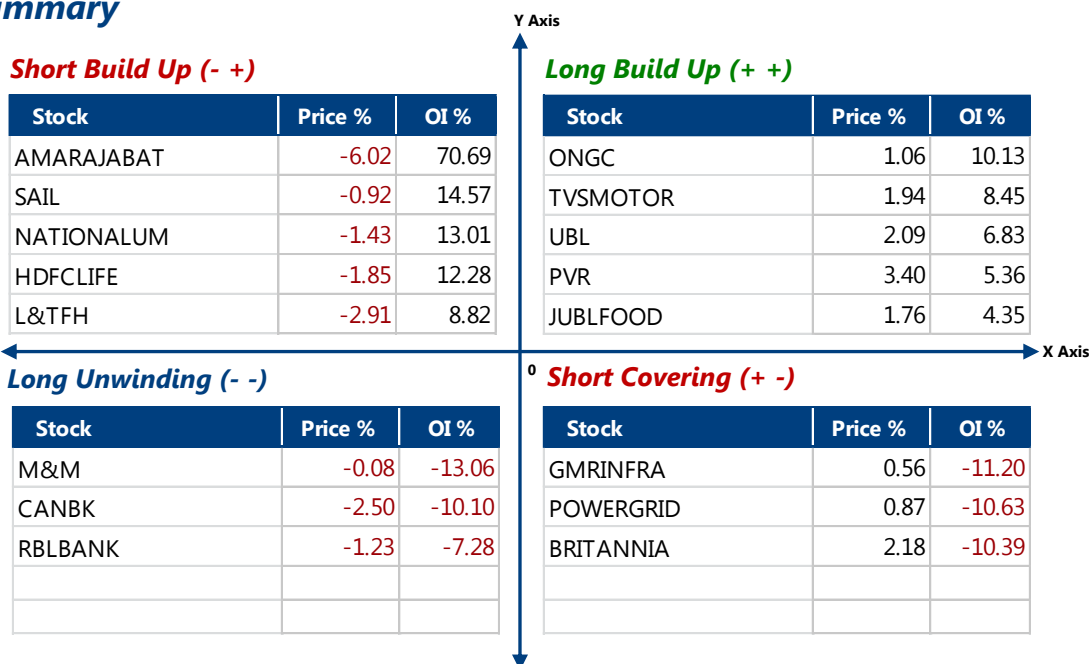 Y Axis
Short Build Up (- +)
Stock Price % OI %
AMARAJABAT -6.02 70.69
SAIL -0.92 14.57
NATIONALUM -1.43 13.01
HDFCLIFE -1.85 12.28
L&TFH -2.91 8.82
Long Build Up (+ +)
Stock Price % OI %
ONGC 1.06 10.13
TVSMOTOR 1.94 8.45
UBL 2.09 6.83
PVR 3.40 5.36
JUBLFOOD 1.76 4.35
X Axis
0
Long Unwinding (- -)
Stock Price % OI %
M&M -0.08 -13.06
CANBK -2.50 -10.10
RBLBANK -1.23 -7.28
Short Covering (+ -)
Stock Price % OI %
GMRINFRA 0.56 -11.20
POWERGRID 0.87 -10.63
BRITANNIA 2.18 -10.39